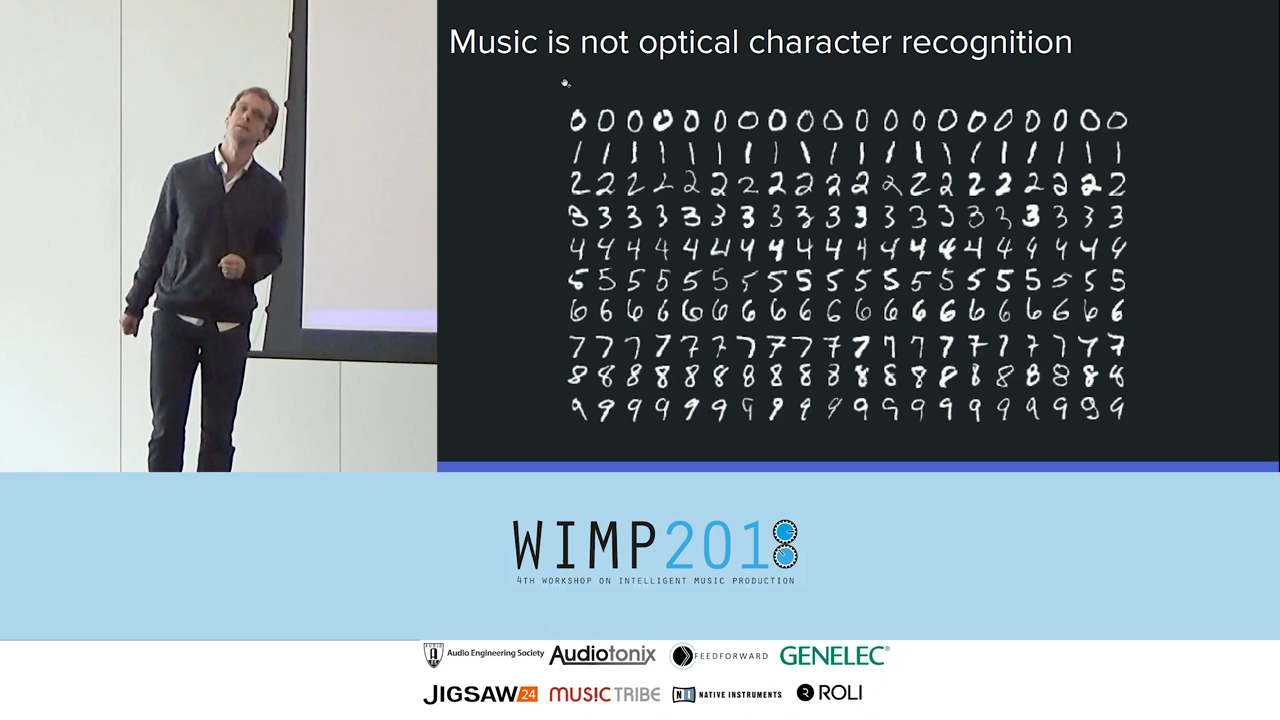 Music is not optical character recognition
0 0 0 0 0 0 0 0 0 0 0 0 0 0 0 0 0 0 0 0
1 1 1 1 1 1 1 1 1 1 1 1 1 1 1 1 1 1 1 1
2 2 2 2 2 2 2 2 2 2 2 2 2 2 2 2 2 2 2 2
3 3 3 3 3 3 3 3 3 3 3 3 3 3 3 3 3 3 3 3
4 4 4 4 4 4 4 4 4 4 4 4 4 4 4 4 4 4 4 4
5 5 5 5 5 5 5 5 5 5 5 5 5 5 5 5 5 5 5 5
6 6 6 6 6 6 6 6 6 6 6 6 6 6 6 6 6 6 6 6
7 7 7 7 7 7 7 7 7 7 7 7 7 7 7 7 7 7 7 7
8 8 8 8 8 8 8 8 8 8 8 8 8 8 8 8 8 8 8 8
9 9 9 9 9 9 9 9 9 9 9 9 9 9 9 9 9 9 9 9
WIMP2018
4TH WORKSHOP ON INTELLIGENT MUSIC PRODUCTION
Audio Engineering Society Audiotonix FEEDFORWARD GENELEC®
JIGSAW24 MUSIC TRIBE NI NATIVE INSTRUMENTS R ROLI